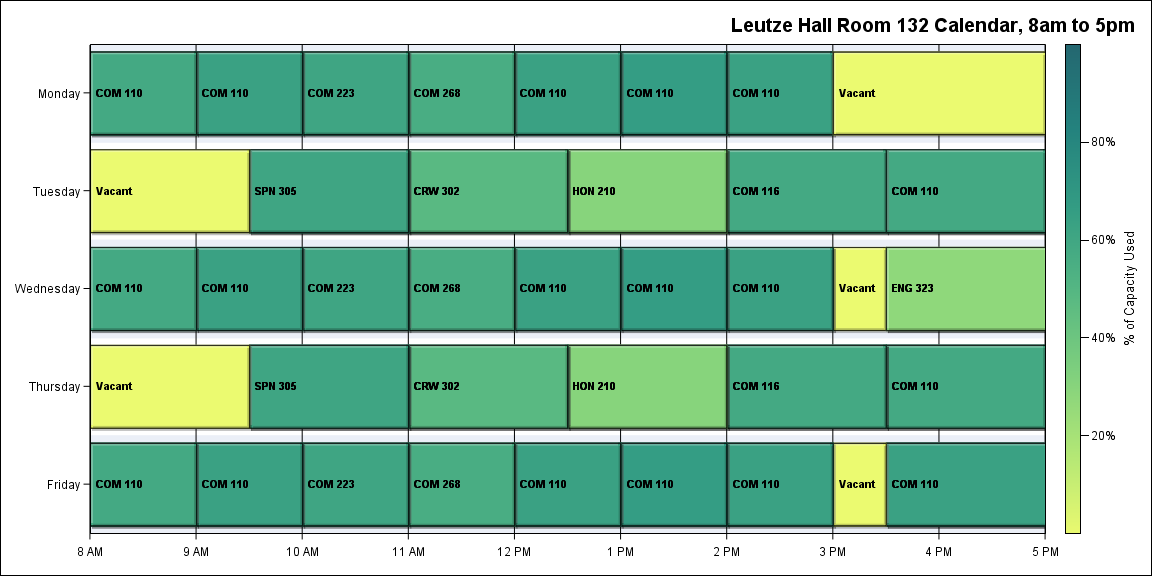 Leutze Hall Room 132 Calendar, 8am to 5pm
Monday
COM 110
COM 110
COM 223
COM 268
COM 110
COM 110
COM 110
Vacant
Tuesday
Vacant
SPN 305
CRW 302
HON 210
COM 116
COM 110
Wednesday
COM 110
COM 110
COM 223
COM 268
COM 110
COM 110
COM 110
Vacant
ENG 323
Thursday
Vacant
SPN 305
CRW 302
HON 210
COM 116
COM 110
Friday
COM 110
COM 110
COM 223
COM 268
COM 110
COM 110
COM 110
Vacant
COM 110
8 AM
9 AM
10 AM
11 AM
12 PM
1 PM
2 PM
3 PM
4 PM
5 PM
80%
60%
40%
20%
% of Capacity Used